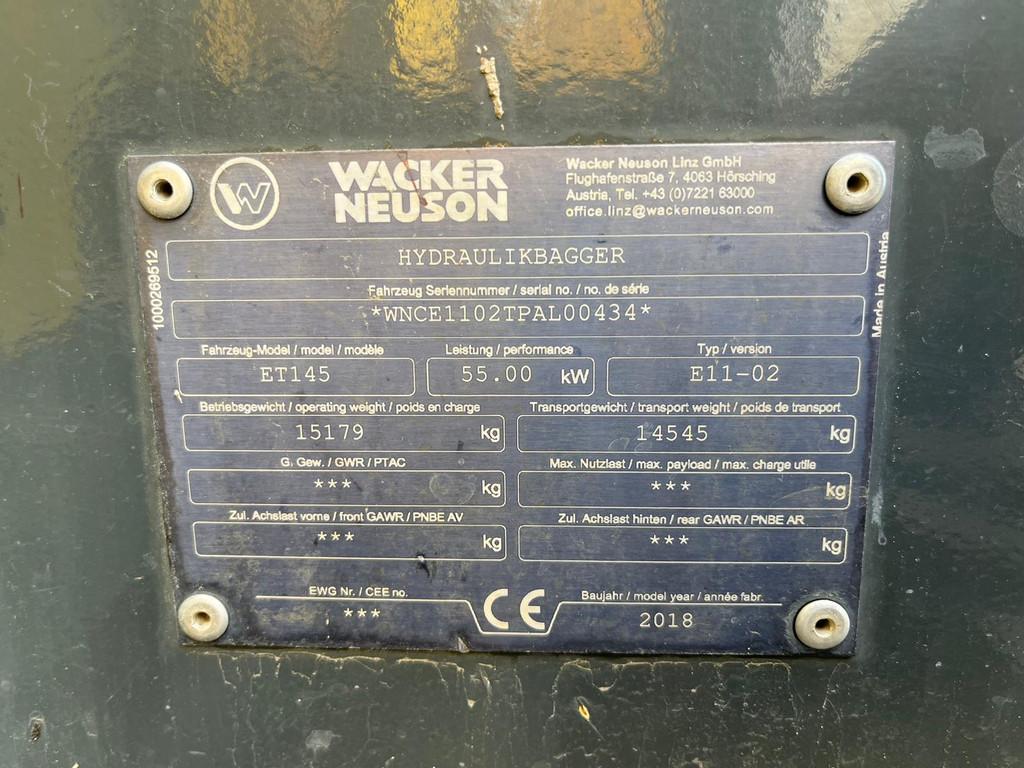 W
WACKER
NEUSON
Wacker Neuson Linz GmbH
Flughafenstraße 7, 4063 Hörsching
Austria, Tel. +43 (0)7221 63000
office.linz@wackerneuson.com
HYDRAULIKBAGGER
Fahrzeug Seriennummer / serial no. / no. de série
*WNCE1102TPAL00434*
Fahrzeug-Model / model / modèle
Leistung / performance
Typ / version
ET145
55.00 kW
E11-02
Betriebsgewicht / operating weight / poids en charge
Transportgewicht / transport weight / poids de transport
15179 kg
14545 kg
G. Gew. / GWR / PTAC
Max. Nutzlast / max. payload / max. charge utile
*** kg
*** kg
Zul. Achslast vorne / front GAWR / PNBE AV
Zul. Achslast hinten / rear GAWR / PNBE AR
*** kg
*** kg
EWG Nr. / CEE no.
***
CE
Baujahr / model year / année fabr.
2018
1000269512
Made in Austria